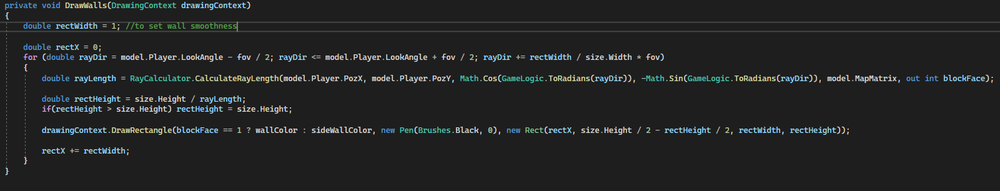 private void DrawWalls(DrawingContext drawingContext)
{
double rectWidth = 1; //to set wall smoothness
double rectX = 0;
for (double rayDir = model.Player.LookAngle - fov / 2; rayDir <= model.Player.LookAngle + fov / 2; rayDir += rectWidth / size.Width * fov)
{
double rayLength = RayCalculator.CalculateRayLength(model.Player.PozX, model.Player.PozY, Math.Cos(GameLogic.ToRadians(rayDir)), -Math.Sin(GameLogic.ToRadians(rayDir)), model.MapMatrix, out int blockFace);
double rectHeight = size.Height / rayLength;
if(rectHeight > size.Height) rectHeight = size.Height;
drawingContext.DrawRectangle(blockFace == 1 ? wallColor : sideWallColor, new Pen(Brushes.Black, 0), new Rect(rectX, size.Height / 2 - rectHeight / 2, rectWidth, rectHeight));
rectX += rectWidth;
}
}